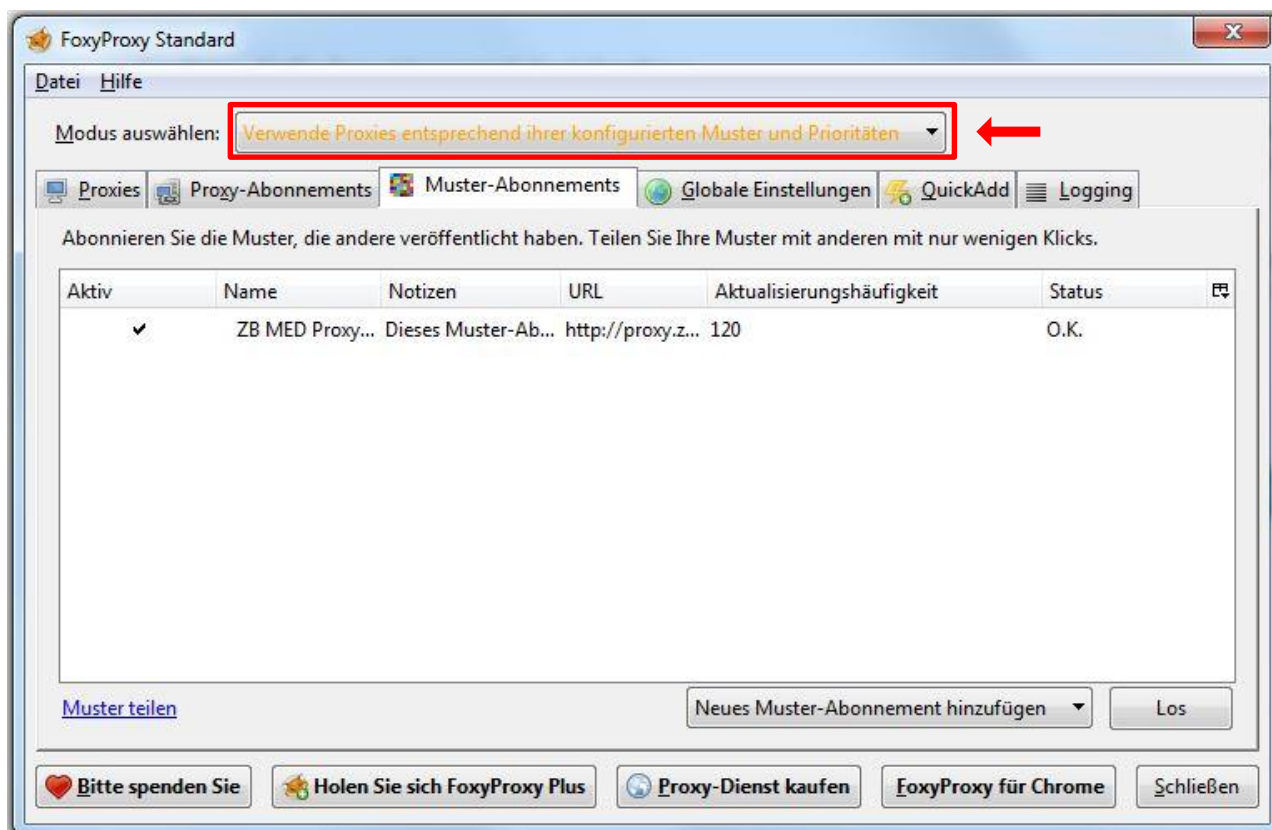 FoxyProxy Standard
Datei Hilfe
Modus auswählen: Verwende Proxies entsprechend ihrer konfigurierten Muster und Prioritäten
Proxies Proxy-Abonnements Muster-Abonnements Globale Einstellungen QuickAdd Logging
Abonnieren Sie die Muster, die andere veröffentlicht haben. Teilen Sie Ihre Muster mit anderen mit nur wenigen Klicks.
Aktiv Name Notizen URL Aktualisierungshäufigkeit Status
ZB MED Proxy... Dieses Muster-Ab... http://proxy.z... 120 O.K.
Muster teilen Neues Muster-Abonnement hinzufügen Los
Bitte spenden Sie Holen Sie sich FoxyProxy Plus Proxy-Dienst kaufen FoxyProxy für Chrome Schließen